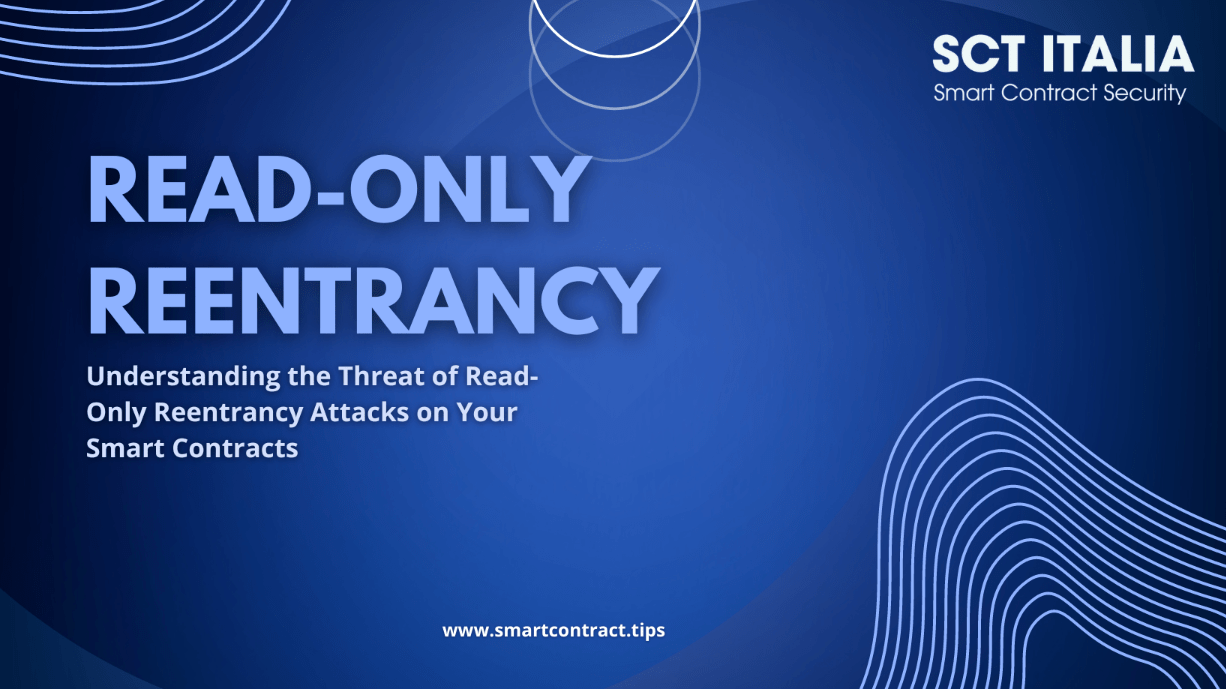 SCT ITALIA
Smart Contract Security
READ-ONLY
REENTRANCY
Understanding the Threat of Read-
Only Reentrancy Attacks on Your
Smart Contracts
www.smartcontract.tips